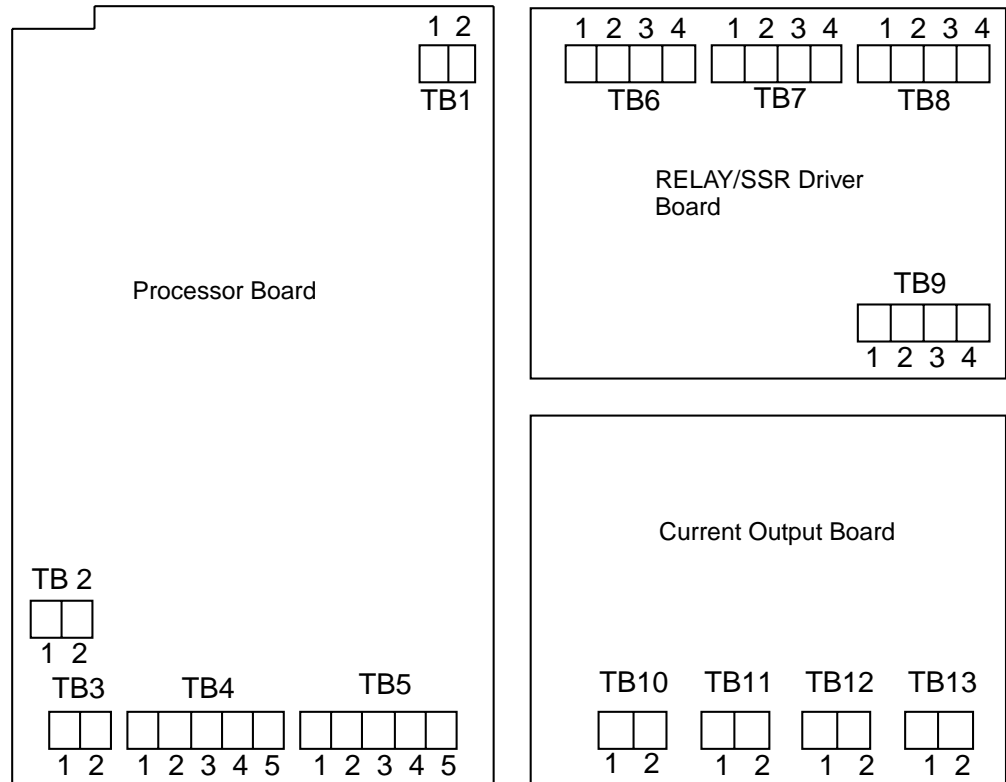 1 2
TB1
Processor Board
TB 2
1 2
TB3 TB4 TB5
1 2 1 2 3 4 5 1 2 3 4 5
1 2 3 4 1 2 3 4 1 2 3 4
TB6 TB7 TB8
RELAY/SSR Driver
Board
TB9
1 2 3 4
Current Output Board
TB10 TB11 TB12 TB13
1 2 1 2 1 2 1 2